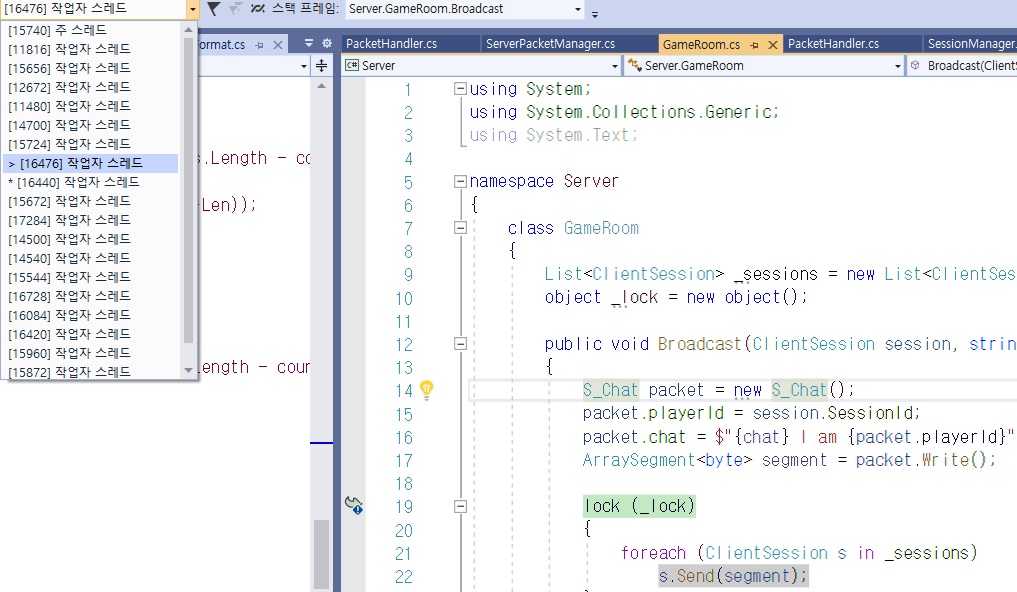 [16476] 작업자 스레드 스택 프레임: Server.GameRoom.Broadcast
[15740] 주 스레드
[11816] 작업자 스레드
[15656] 작업자 스레드
[12672] 작업자 스레드
[11480] 작업자 스레드
[14700] 작업자 스레드
[15724] 작업자 스레드
> [16476] 작업자 스레드
* [16440] 작업자 스레드
[15672] 작업자 스레드
[17284] 작업자 스레드
[14500] 작업자 스레드
[14540] 작업자 스레드
[15544] 작업자 스레드
[16728] 작업자 스레드
[16084] 작업자 스레드
[16420] 작업자 스레드
[15960] 작업자 스레드
[15872] 작업자 스레드
ormat.cs
s.Length - co
Len));
ength - coun
PacketHandler.cs ServerPacketManager.cs GameRoom.cs PacketHandler.cs SessionManager.
C# Server Server.GameRoom Broadcast(ClientS
1 using System;
2 using System.Collections.Generic;
3 using System.Text;
4
5 namespace Server
6 {
7 class GameRoom
8 {
9 List<ClientSession> _sessions = new List<ClientSes
10 object _lock = new object();
11
12 public void Broadcast(ClientSession session, strin
13 {
14 S_Chat packet = new S_Chat();
15 packet.playerId = session.SessionId;
16 packet.chat = $"{chat} I am {packet.playerId}"
17 ArraySegment<byte> segment = packet.Write();
18
19 lock (_lock)
20 {
21 foreach (ClientSession s in _sessions)
22 s.Send(segment);